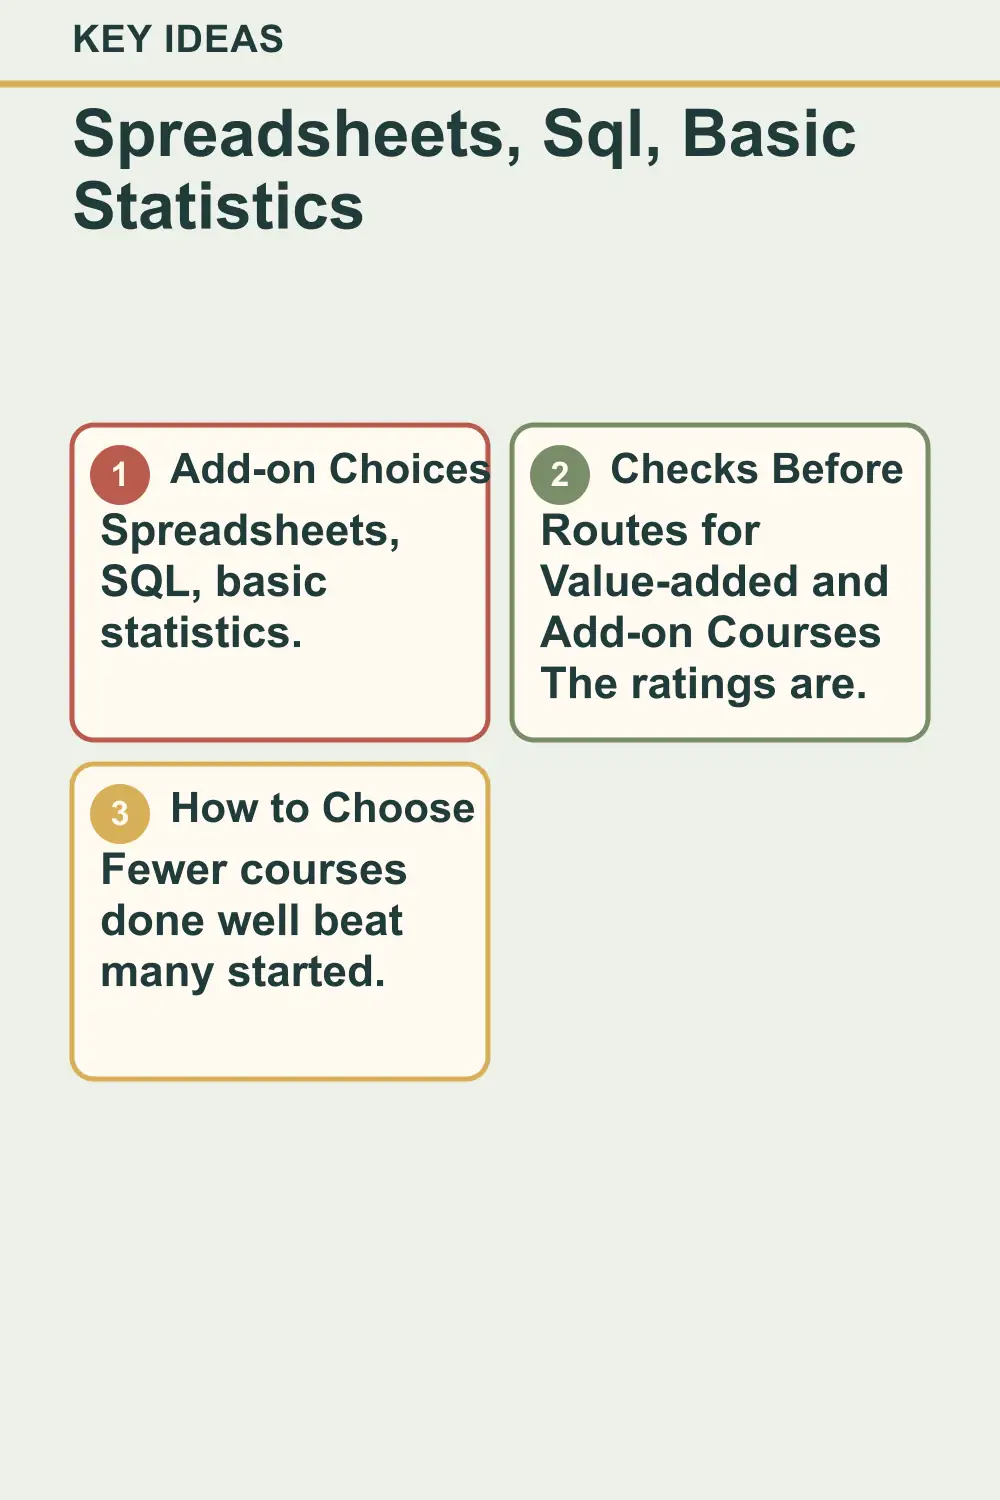 KEY IDEAS
Spreadsheets, Sql, Basic
Statistics
1 Add-on Choices
Spreadsheets,
SQL, basic
statistics.
2 Checks Before
Routes for
Value-added and
Add-on Courses
The ratings are.
3 How to Choose
Fewer courses
done well beat
many started.